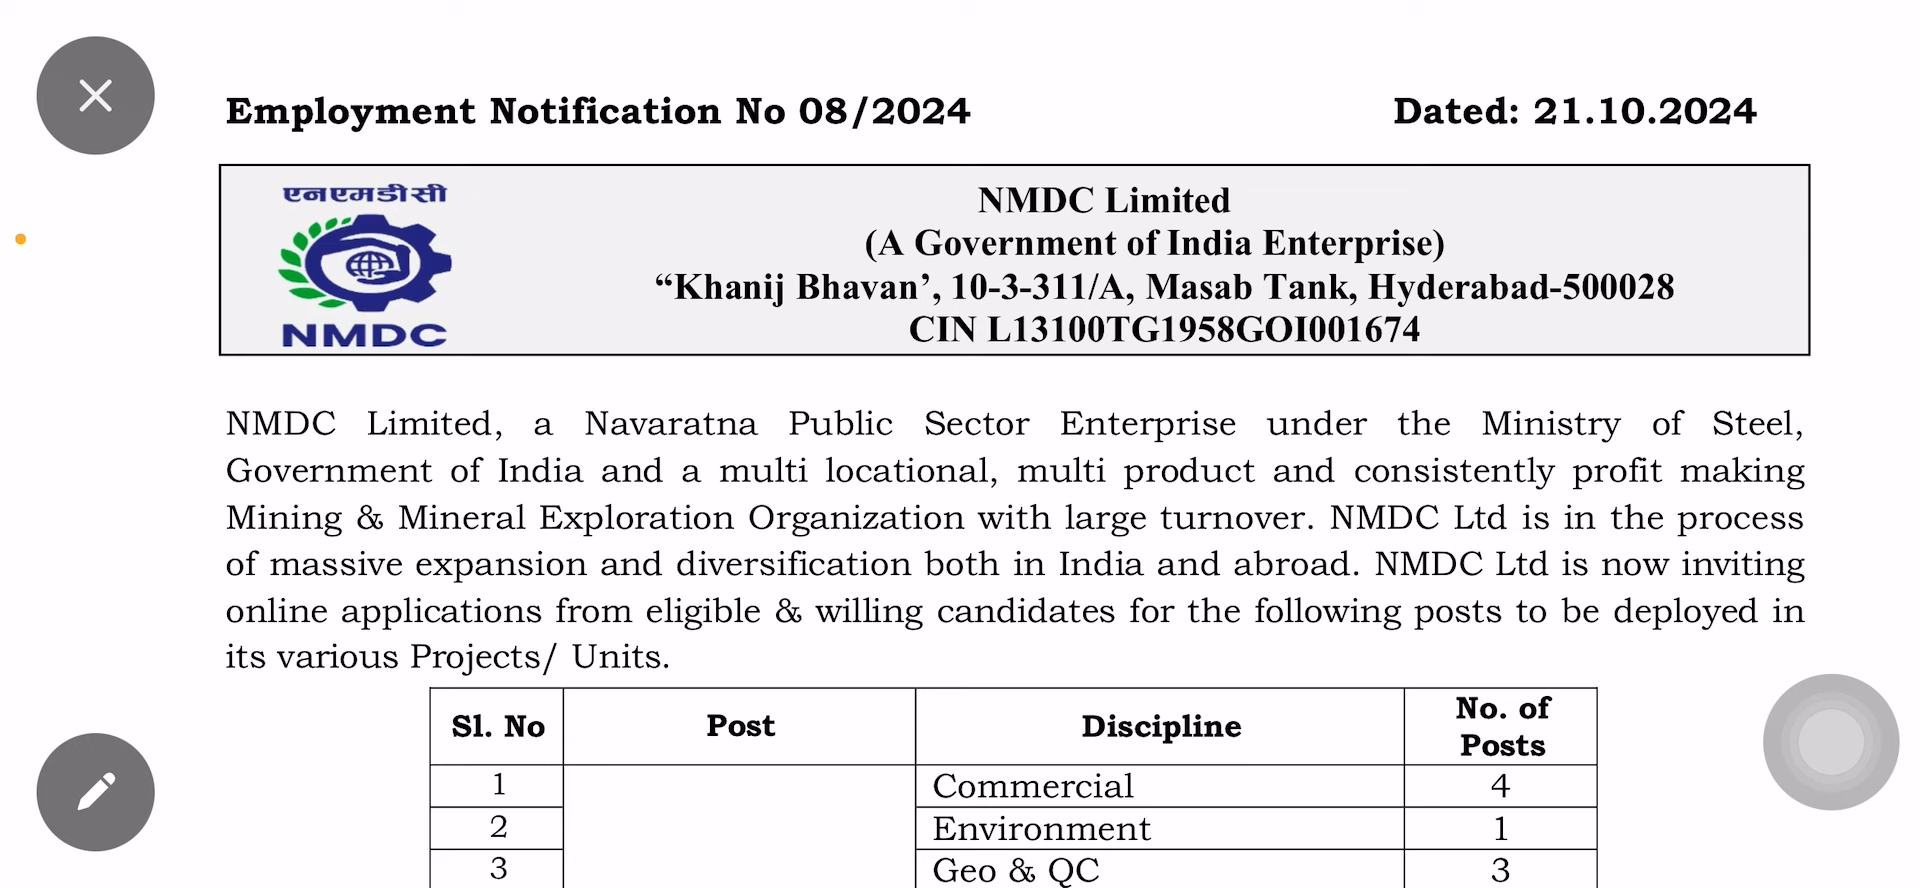 Employment Notification No 08/2024 Dated: 21.10.2024
एनएमडीसी
NMDC
NMDC Limited
(A Government of India Enterprise)
“Khanij Bhavan’, 10-3-311/A, Masab Tank, Hyderabad-500028
CIN L13100TG1958GOI001674
NMDC Limited, a Navaratna Public Sector Enterprise under the Ministry of Steel,
Government of India and a multi locational, multi product and consistently profit making
Mining & Mineral Exploration Organization with large turnover. NMDC Ltd is in the process
of massive expansion and diversification both in India and abroad. NMDC Ltd is now inviting
online applications from eligible & willing candidates for the following posts to be deployed in
its various Projects/ Units.
Sl. No Post Discipline No. of Posts
1 Commercial 4
2 Environment 1
3 Geo & QC 3